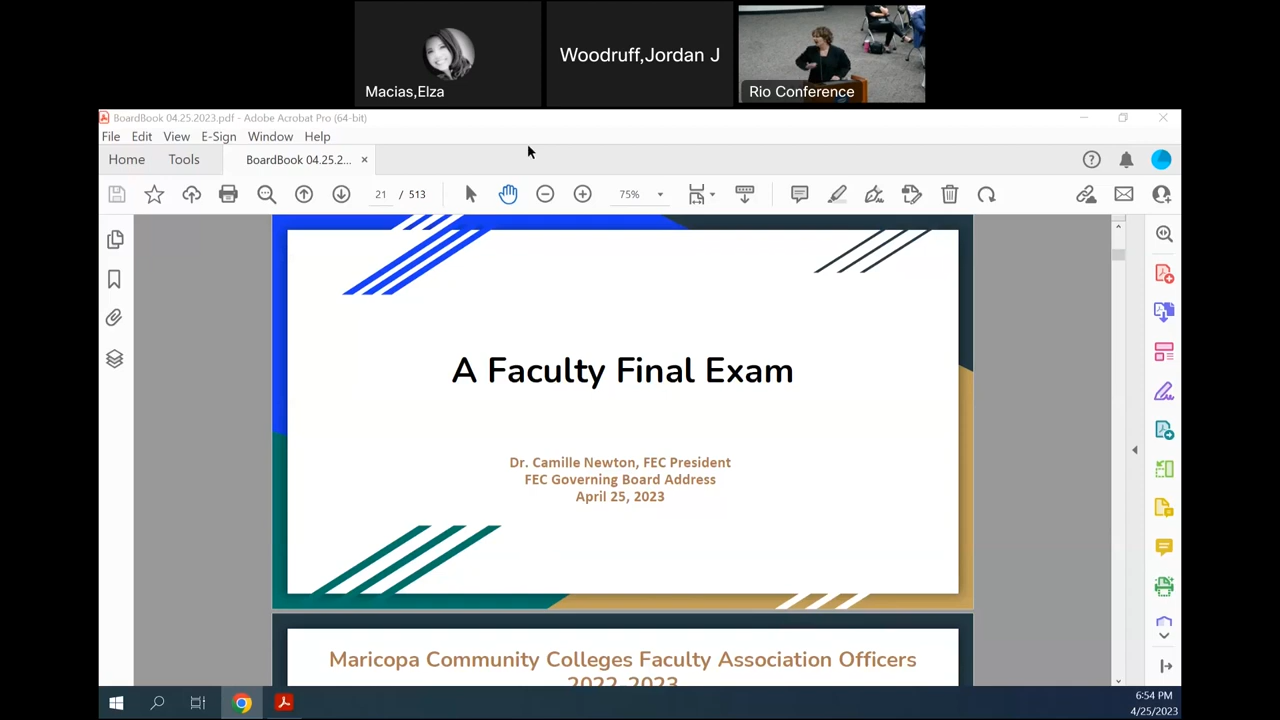 Macias,Elza
Woodruff,Jordan J
Rio Conference
BoardBook 04.25.2023.pdf - Adobe Acrobat Pro (64-bit)
File Edit View E-Sign Window Help
Home Tools BoardBook 04.25.2... ×
21 / 513 75%
A Faculty Final Exam
Dr. Camille Newton, FEC President
FEC Governing Board Address
April 25, 2023
Maricopa Community Colleges Faculty Association Officers
2022-2023
6:54 PM
4/25/2023